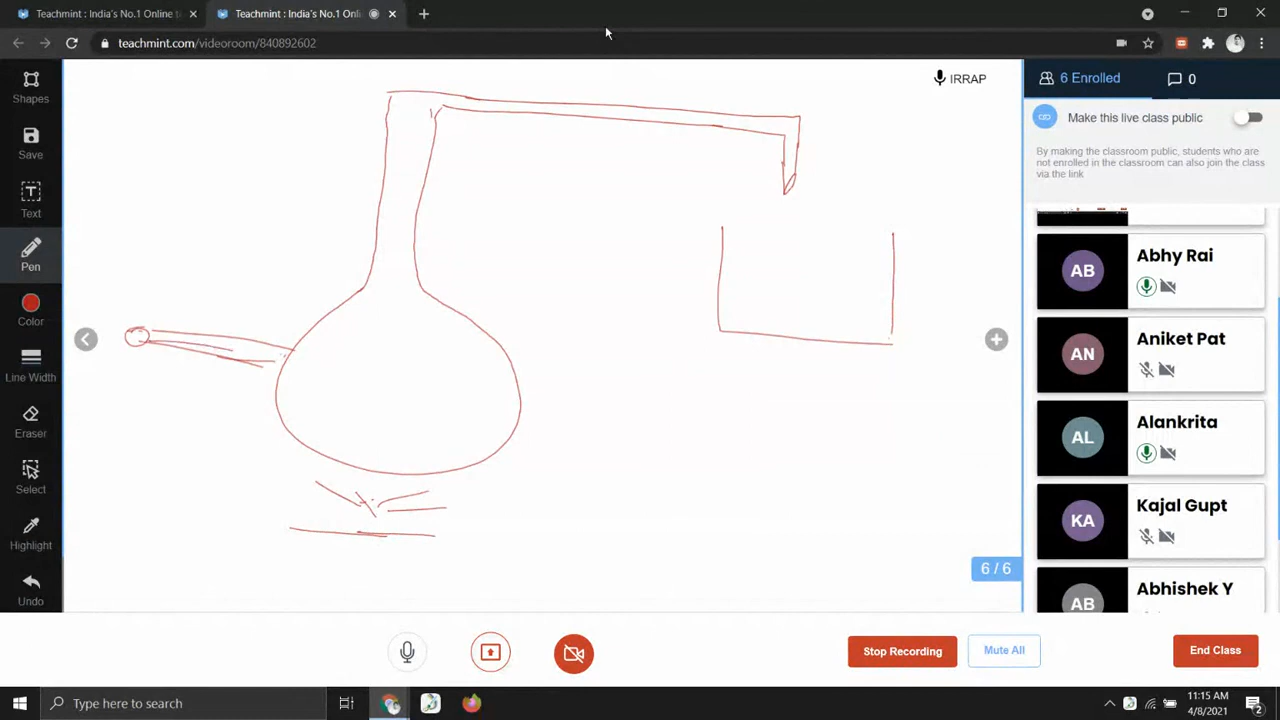 Teachmint : India's No.1 Online t
Teachmint : India's No.1 Onli
teachmint.com/videoroom/840892602
Shapes
Save
Text
Pen
Color
Line Width
Eraser
Select
Highlight
Undo
IRRAP
6 / 6
6 Enrolled
0
Make this live class public
By making the classroom public, students who are
not enrolled in the classroom can also join the class
via the link
AB
Abhy Rai
AN
Aniket Pat
AL
Alankrita
KA
Kajal Gupt
AB
Abhishek Y
Stop Recording
Mute All
End Class
Type here to search
11:15 AM
4/8/2021
2